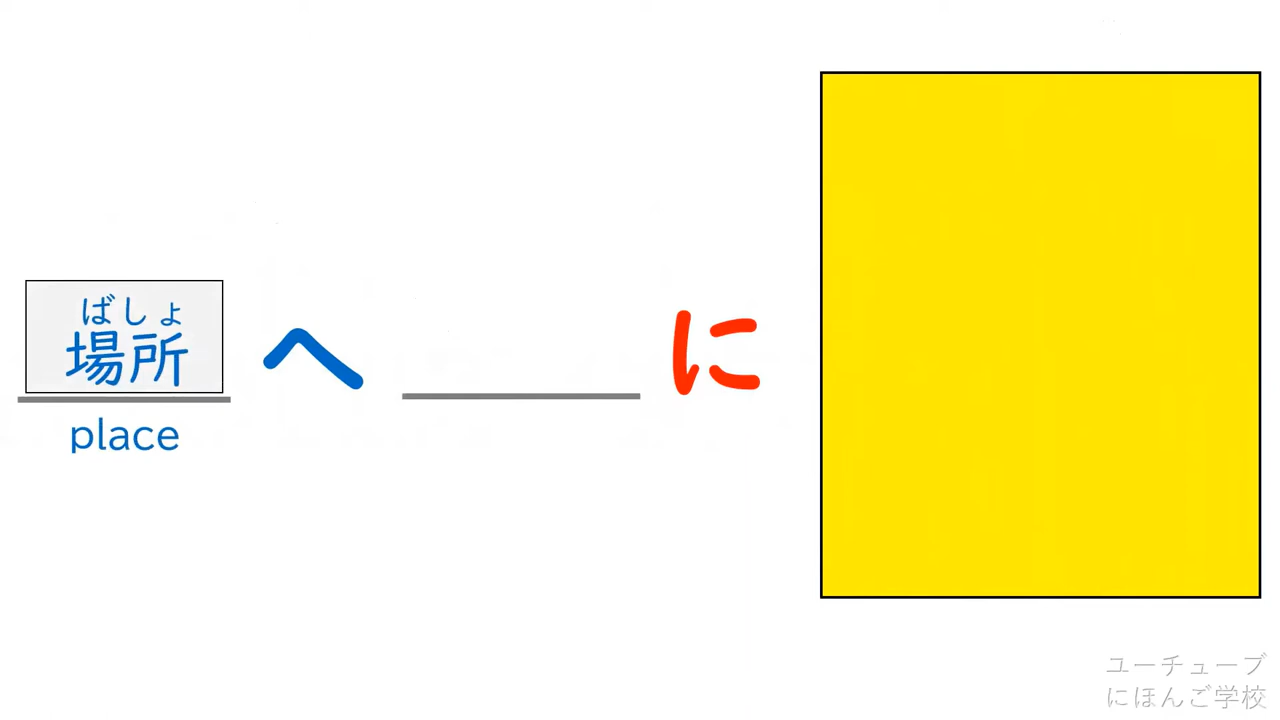 ばしょ
場所 へ ＿＿＿ に
place
ユーチューブ
にほんご学校